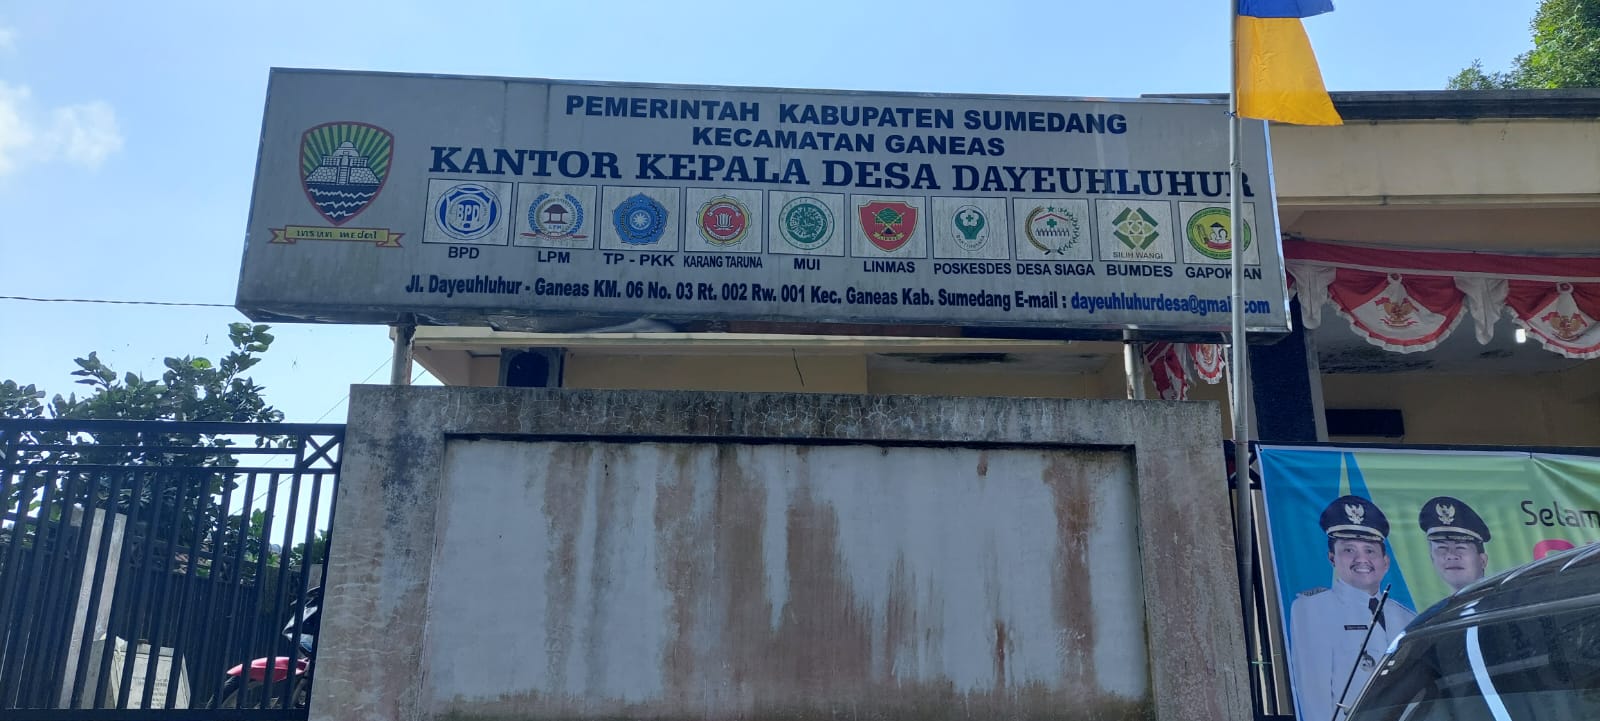 PEMERINTAH KABUPATEN SUMEDANG
KECAMATAN GANEAS
KANTOR KEPALA DESA DAYEUHLUHUR
insun medal
BPD
LPM
SILIH WANGI
BPD LPM TP - PKK KARANG TARUNA MUI LINMAS POSKESDES DESA SIAGA BUMDES GAPOKTAN
Jl. Dayeuhluhur - Ganeas KM. 06 No. 03 Rt. 002 Rw. 001 Kec. Ganeas Kab. Sumedang E-mail : dayeuhluhurdesa@gmail.com